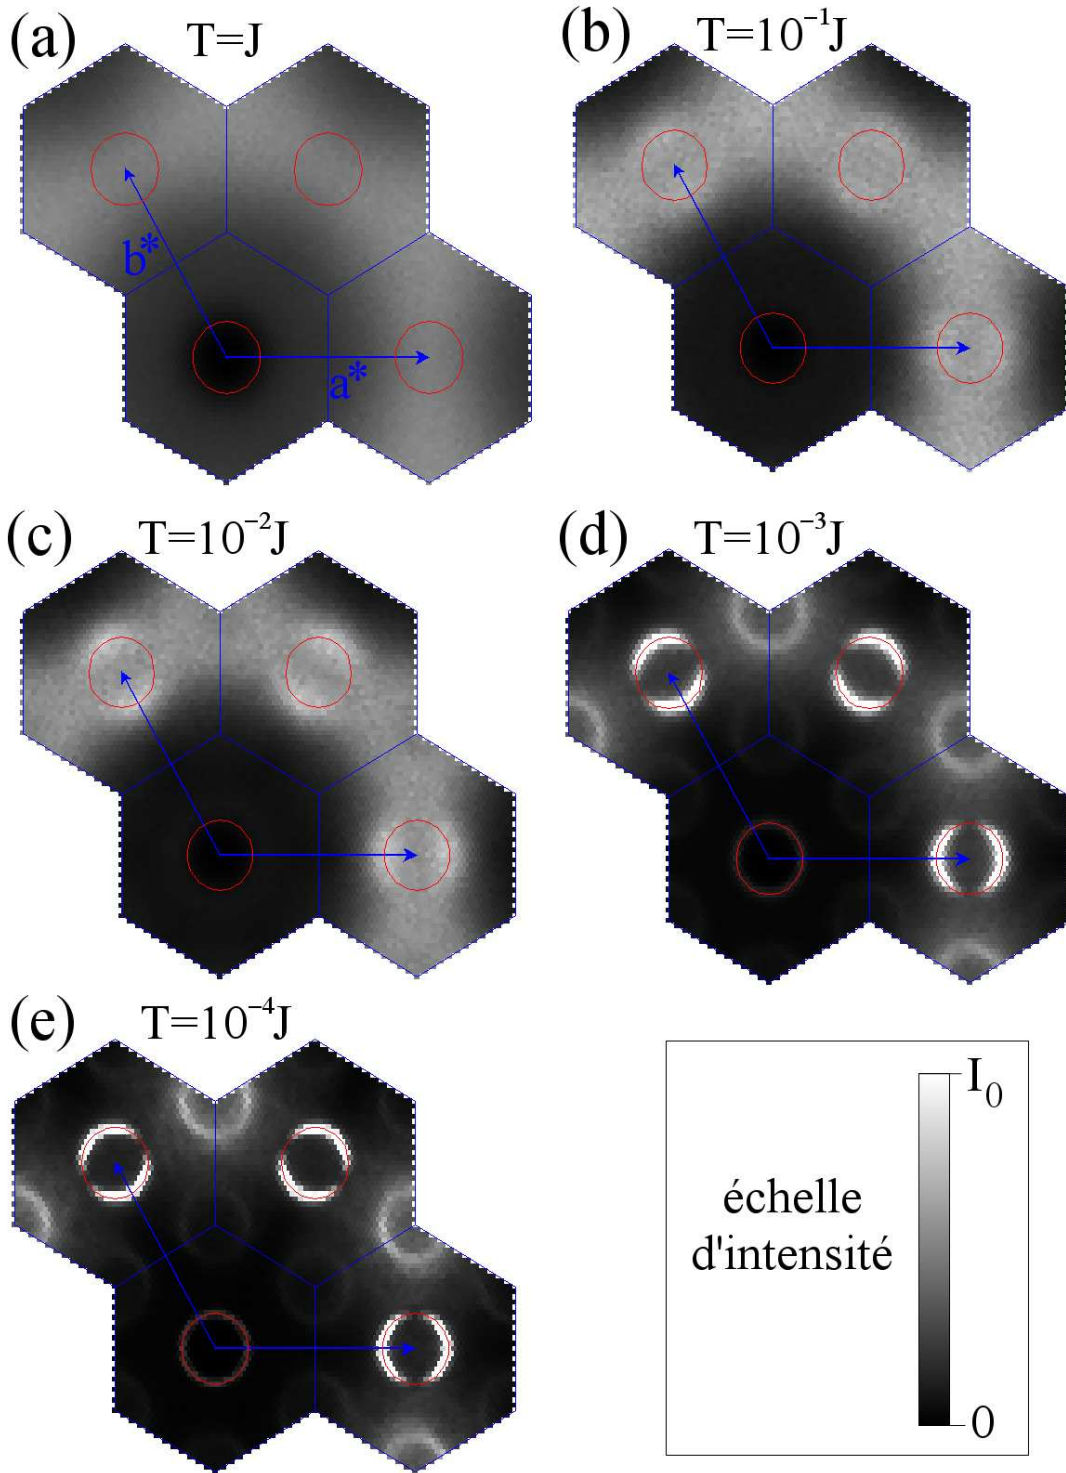 (a) T=J
b*
a*
(b) T=10⁻¹J
(c) T=10⁻²J
(d) T=10⁻³J
(e) T=10⁻⁴J
I₀
échelle
d'intensité
0